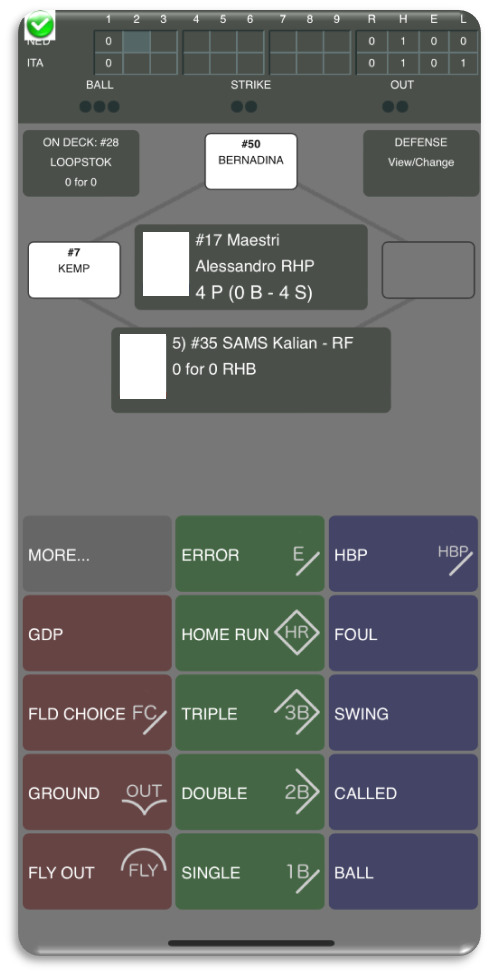 1 2 3 4 5 6 7 8 9 R H E L
NED 0 0 1 0 0
ITA 0 0 1 0 1
BALL STRIKE OUT
ON DECK: #28
LOOPSTOK
0 for 0
#50
BERNADINA
DEFENSE
View/Change
#7
KEMP
#17 Maestri
Alessandro RHP
4 P (0 B - 4 S)
5) #35 SAMS Kalian - RF
0 for 0 RHB
MORE... ERROR E HBP HBP
GDP HOME RUN HR FOUL
FLD CHOICE FC TRIPLE 3B SWING
GROUND OUT DOUBLE 2B CALLED
FLY OUT FLY SINGLE 1B BALL